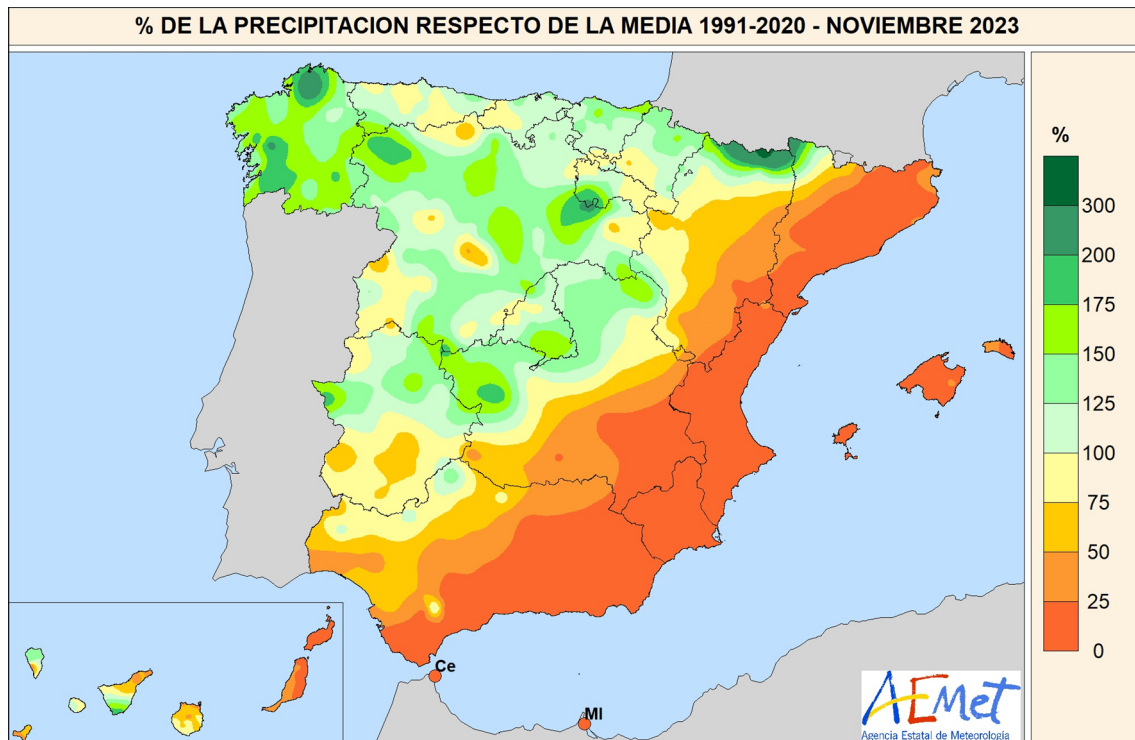 % DE LA PRECIPITACION RESPECTO DE LA MEDIA 1991-2020 - NOVIEMBRE 2023
%
300
200
175
150
125
100
75
50
25
0
Ce
Ml
AEMet
Agencia Estatal de Meteorología